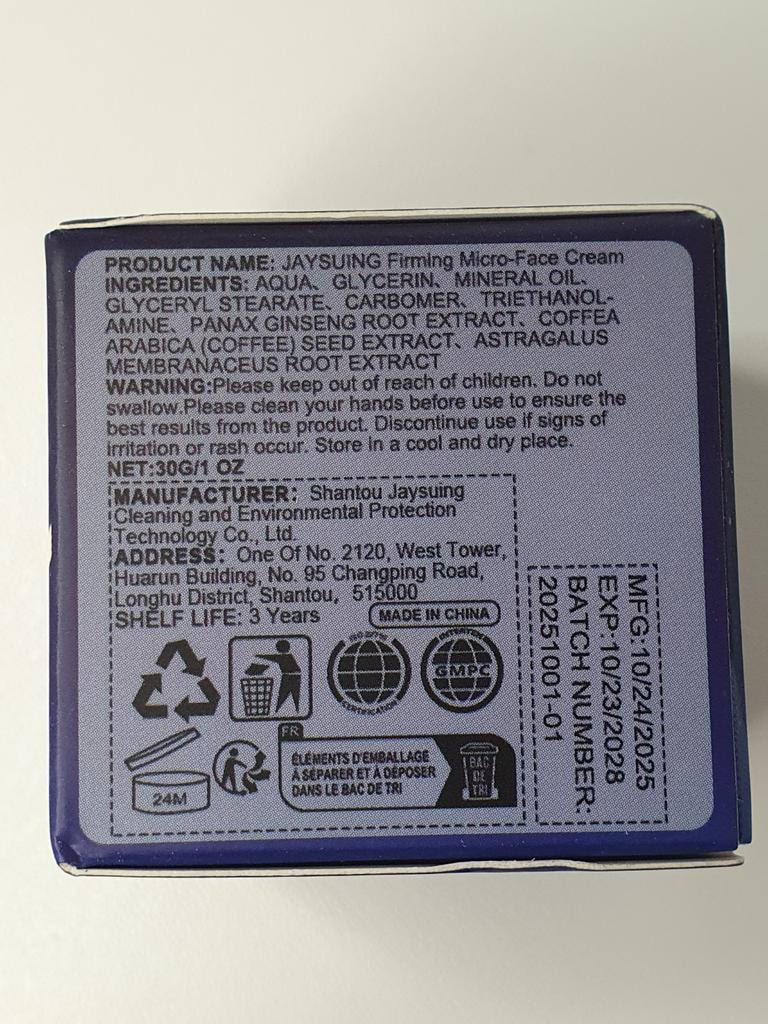 PRODUCT NAME: JAYSUING Firming Micro-Face Cream
INGREDIENTS: AQUA、GLYCERIN、MINERAL OIL、
GLYCERYL STEARATE、CARBOMER、TRIETHANOL-
AMINE、PANAX GINSENG ROOT EXTRACT、COFFEA
ARABICA (COFFEE) SEED EXTRACT、ASTRAGALUS
MEMBRANACEUS ROOT EXTRACT
WARNING:Please keep out of reach of children. Do not
swallow.Please clean your hands before use to ensure the
best results from the product. Discontinue use if signs of
irritation or rash occur. Store in a cool and dry place.
NET:30G/1 OZ
MANUFACTURER: Shantou Jaysuing
Cleaning and Environmental Protection
Technology Co., Ltd.
ADDRESS: One Of No. 2120, West Tower,
Huarun Building, No. 95 Changping Road,
Longhu District, Shantou，515000
SHELF LIFE: 3 Years
MADE IN CHINA
CERTIFICATION
INTERTEK
GMPC
24M
FR
ÉLÉMENTS D'EMBALLAGE
À SÉPARER ET À DÉPOSER
DANS LE BAC DE TRI
BAC
DE
TRI
MFG:10/24/2025
EXP:10/23/2028
BATCH NUMBER:
20251001-01